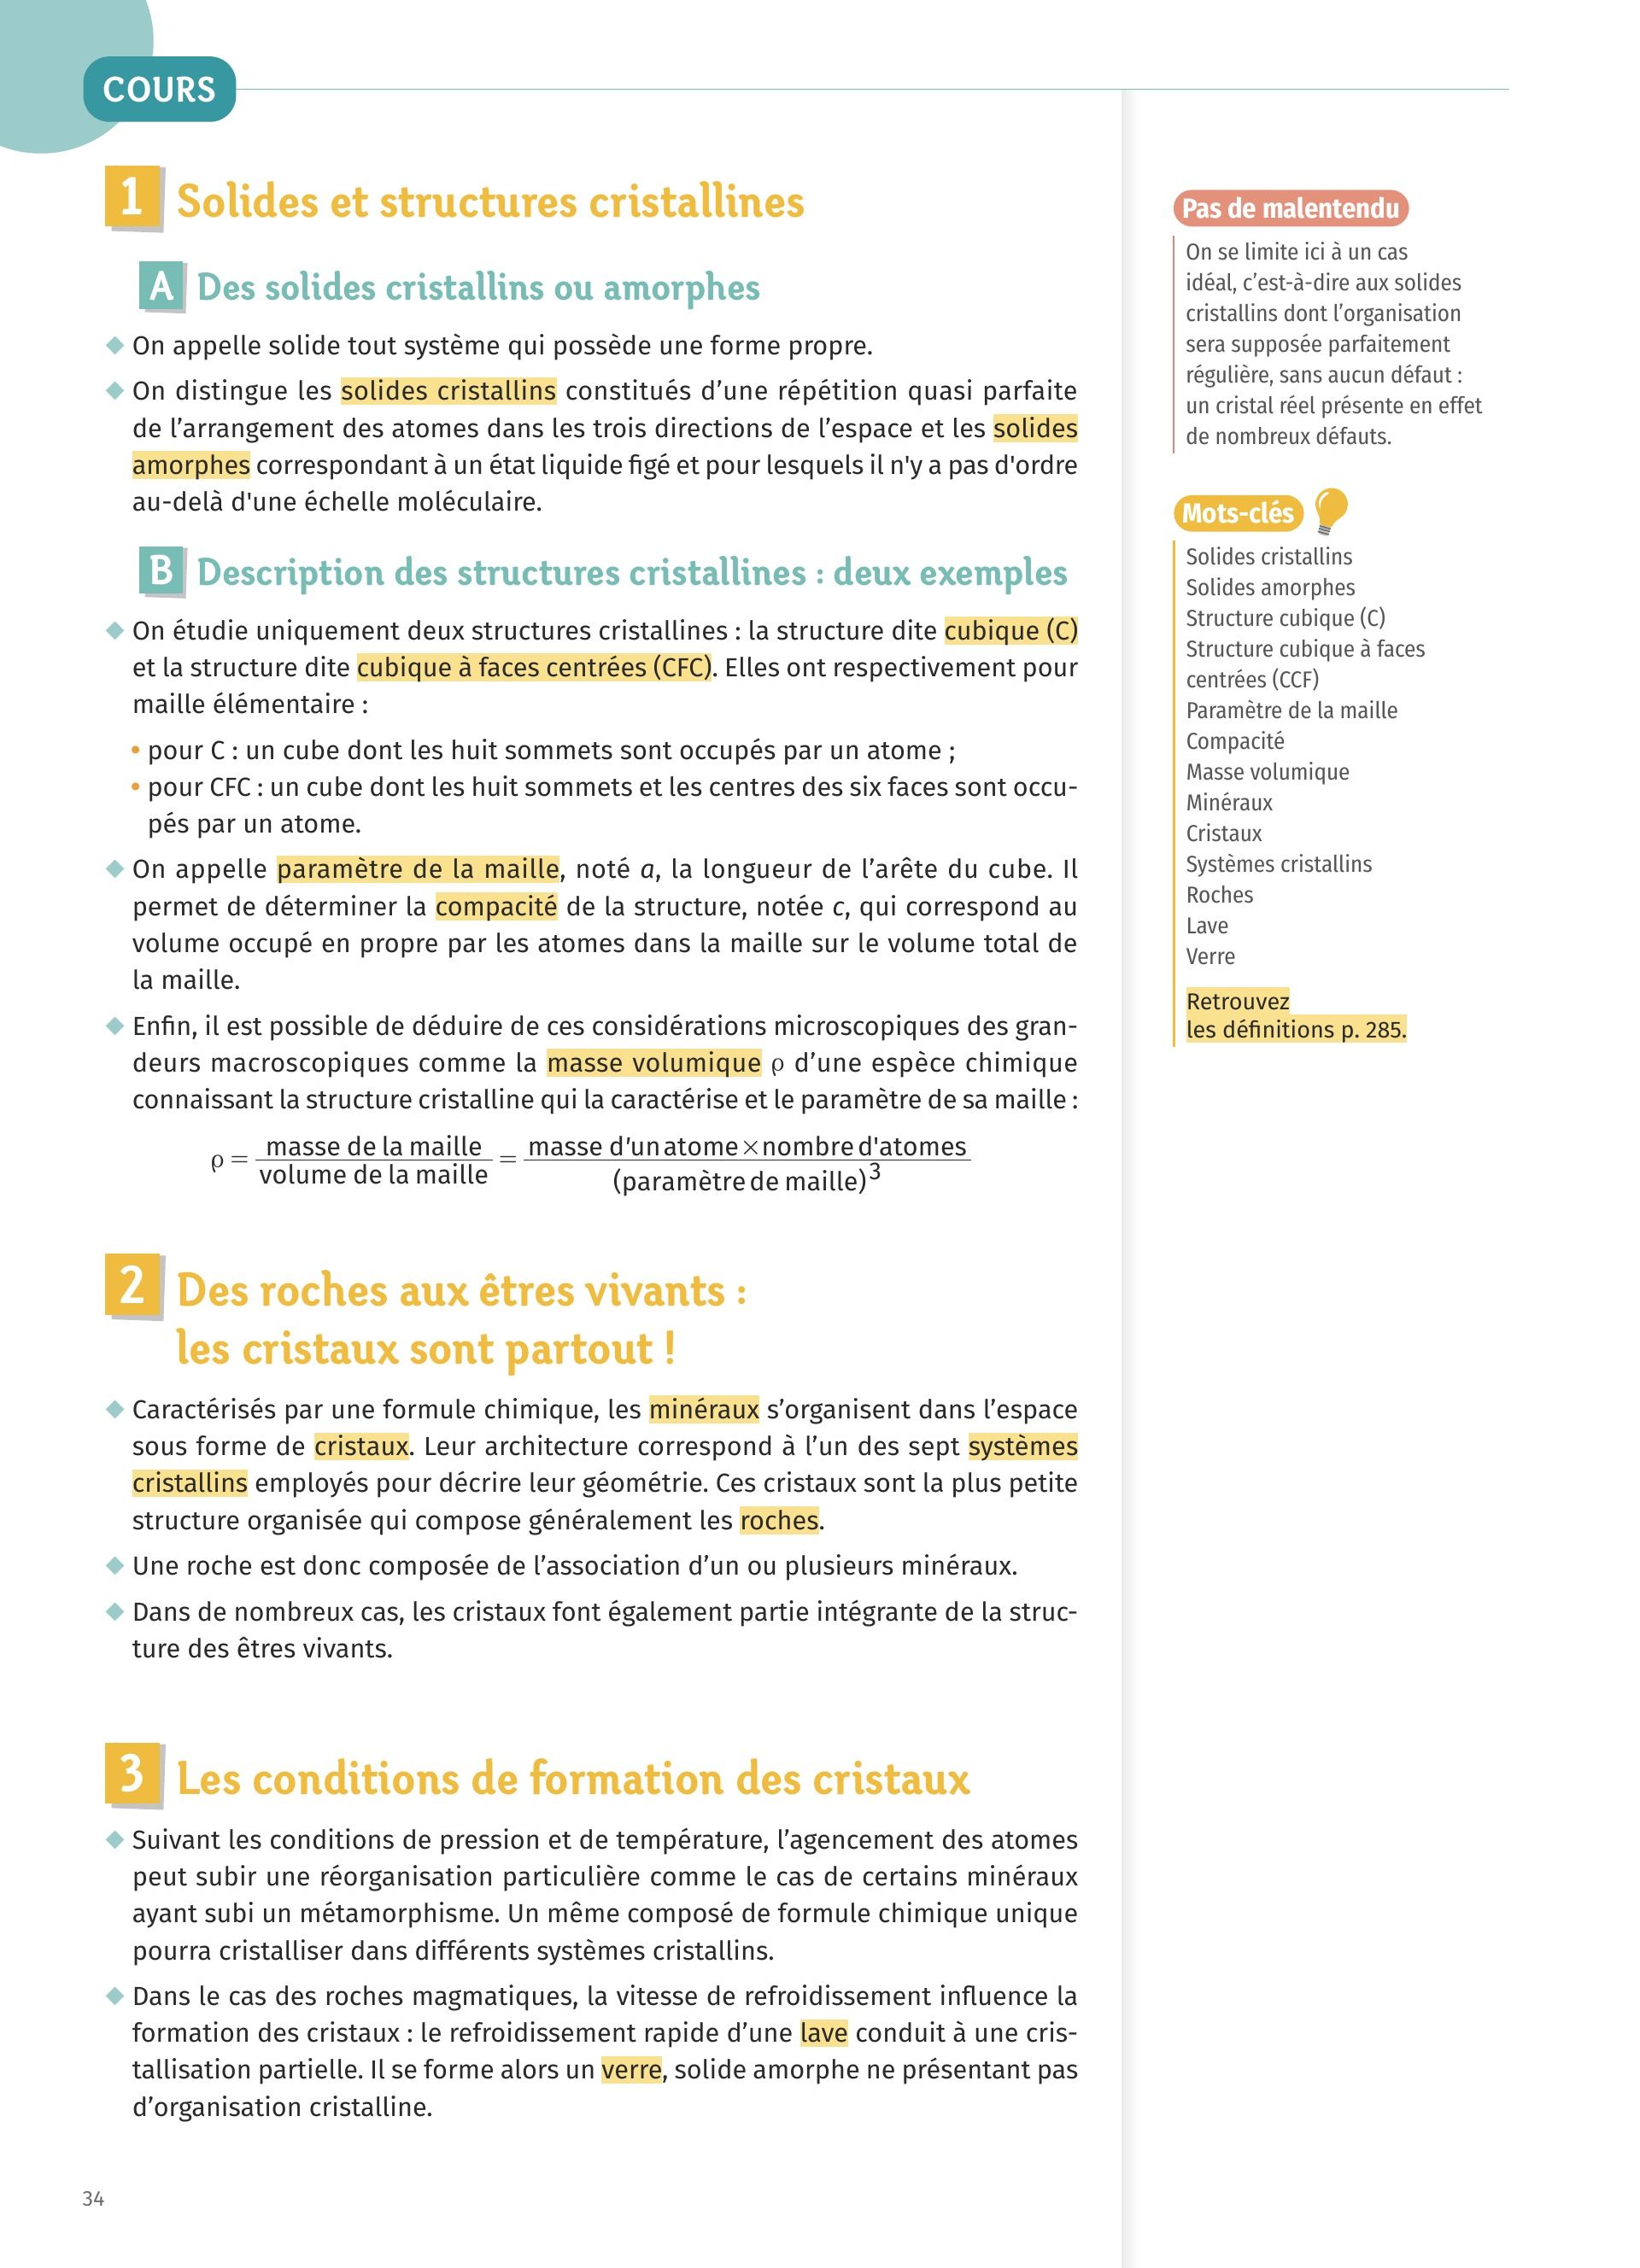 COURS
1 Solides et structures cristallines
A Des solides cristallins ou amorphes
◆ On appelle solide tout système qui possède une forme propre.
◆ On distingue les solides cristallins constitués d’une répétition quasi parfaite
de l’arrangement des atomes dans les trois directions de l’espace et les solides
amorphes correspondant à un état liquide figé et pour lesquels il n'y a pas d'ordre
au-delà d'une échelle moléculaire.
B Description des structures cristallines : deux exemples
◆ On étudie uniquement deux structures cristallines : la structure dite cubique (C)
et la structure dite cubique à faces centrées (CFC). Elles ont respectivement pour
maille élémentaire :
• pour C : un cube dont les huit sommets sont occupés par un atome ;
• pour CFC : un cube dont les huit sommets et les centres des six faces sont occu-
pés par un atome.
◆ On appelle paramètre de la maille, noté a, la longueur de l’arête du cube. Il
permet de déterminer la compacité de la structure, notée c, qui correspond au
volume occupé en propre par les atomes dans la maille sur le volume total de
la maille.
◆ Enfin, il est possible de déduire de ces considérations microscopiques des gran-
deurs macroscopiques comme la masse volumique ρ d’une espèce chimique
connaissant la structure cristalline qui la caractérise et le paramètre de sa maille :
ρ = masse de la maille / volume de la maille = masse d’un atome × nombre d'atomes / (paramètre de maille)³
2 Des roches aux êtres vivants :
les cristaux sont partout !
◆ Caractérisés par une formule chimique, les minéraux s’organisent dans l’espace
sous forme de cristaux. Leur architecture correspond à l’un des sept systèmes
cristallins employés pour décrire leur géométrie. Ces cristaux sont la plus petite
structure organisée qui compose généralement les roches.
◆ Une roche est donc composée de l’association d’un ou plusieurs minéraux.
◆ Dans de nombreux cas, les cristaux font également partie intégrante de la struc-
ture des êtres vivants.
3 Les conditions de formation des cristaux
◆ Suivant les conditions de pression et de température, l’agencement des atomes
peut subir une réorganisation particulière comme le cas de certains minéraux
ayant subi un métamorphisme. Un même composé de formule chimique unique
pourra cristalliser dans différents systèmes cristallins.
◆ Dans le cas des roches magmatiques, la vitesse de refroidissement influence la
formation des cristaux : le refroidissement rapide d’une lave conduit à une cris-
tallisation partielle. Il se forme alors un verre, solide amorphe ne présentant pas
d’organisation cristalline.
Pas de malentendu
On se limite ici à un cas
idéal, c’est-à-dire aux solides
cristallins dont l’organisation
sera supposée parfaitement
régulière, sans aucun défaut :
un cristal réel présente en effet
de nombreux défauts.
Mots-clés
Solides cristallins
Solides amorphes
Structure cubique (C)
Structure cubique à faces
centrées (CCF)
Paramètre de la maille
Compacité
Masse volumique
Minéraux
Cristaux
Systèmes cristallins
Roches
Lave
Verre
Retrouvez
les définitions p. 285.
34